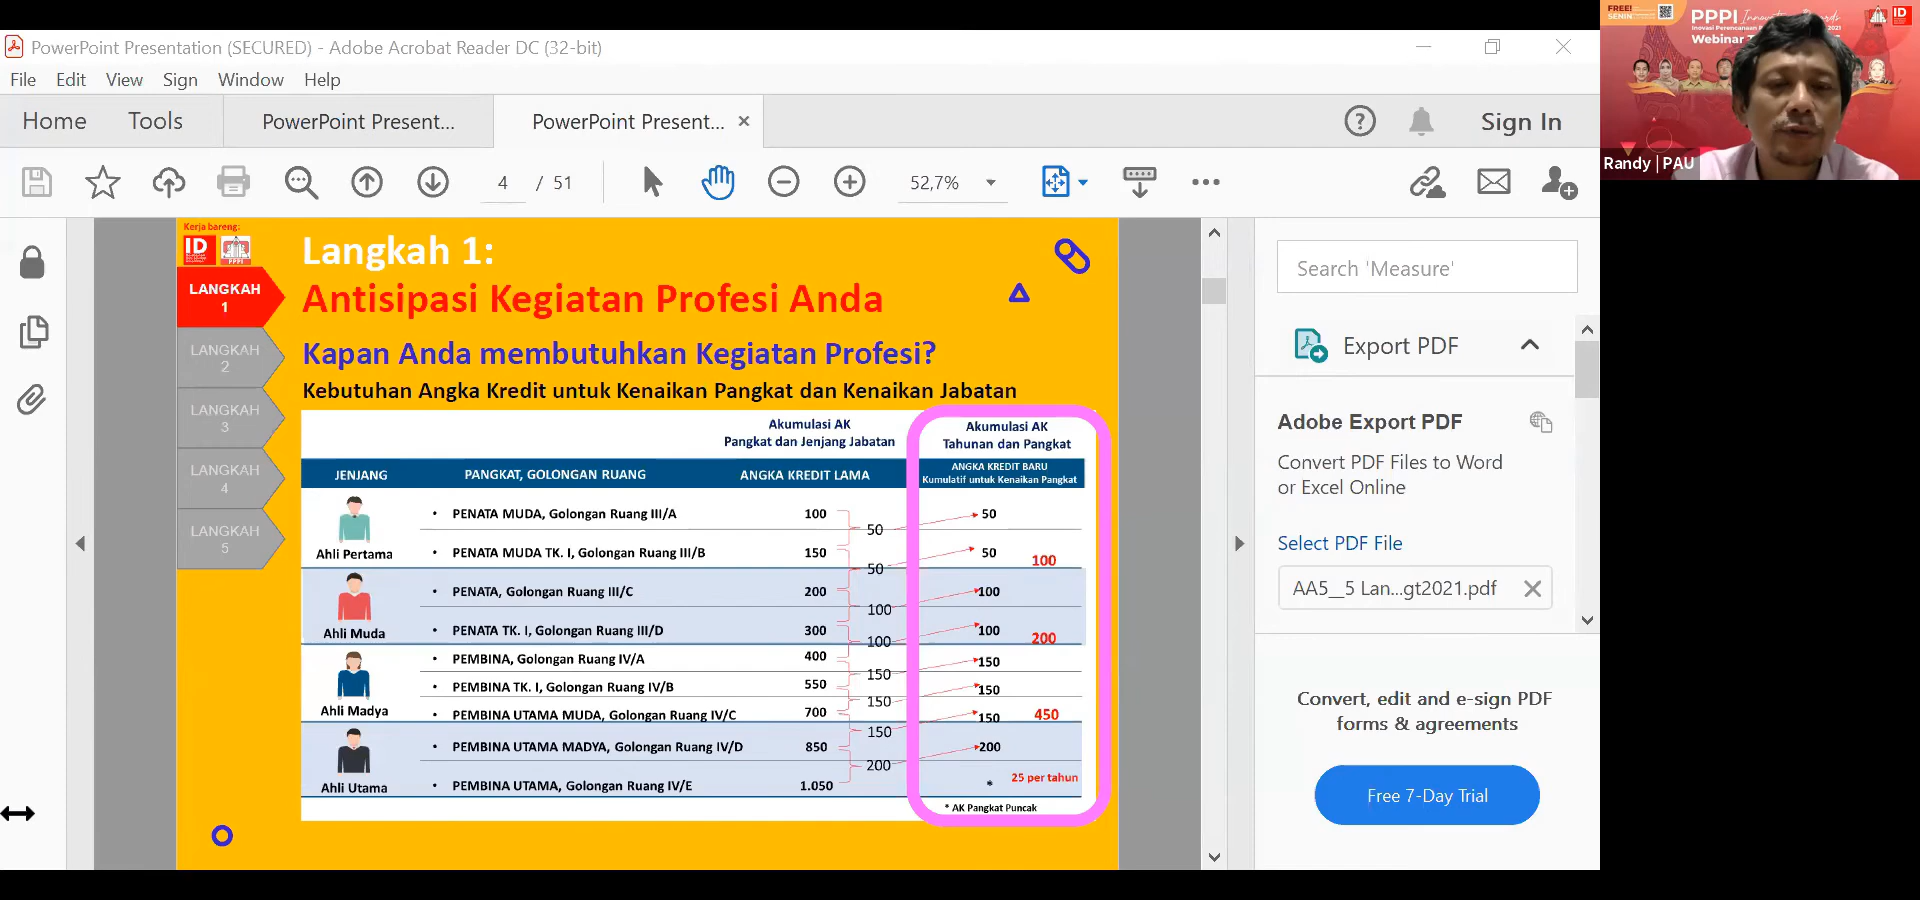 PowerPoint Presentation (SECURED) - Adobe Acrobat Reader DC (32-bit)
File Edit View Sign Window Help
Home Tools PowerPoint Present... PowerPoint Present... × Sign In
4 / 51 52,7%
Kerja bareng:
ID
PPPI
LANGKAH
1
LANGKAH
2
LANGKAH
3
LANGKAH
4
LANGKAH
5
Langkah 1:
Antisipasi Kegiatan Profesi Anda
Kapan Anda membutuhkan Kegiatan Profesi?
Kebutuhan Angka Kredit untuk Kenaikan Pangkat dan Kenaikan Jabatan
Akumulasi AK
Pangkat dan Jenjang Jabatan
Akumulasi AK
Tahunan dan Pangkat
JENJANG PANGKAT, GOLONGAN RUANG ANGKA KREDIT LAMA
ANGKA KREDIT BARU
Kumulatif untuk Kenaikan Pangkat
• PENATA MUDA, Golongan Ruang III/A 100 50
50
Ahli Pertama • PENATA MUDA TK. I, Golongan Ruang III/B 150 50 100
50
• PENATA, Golongan Ruang III/C 200 100
100
Ahli Muda • PENATA TK. I, Golongan Ruang III/D 300 100 200
100
• PEMBINA, Golongan Ruang IV/A 400 150
150
• PEMBINA TK. I, Golongan Ruang IV/B 550 150
150
Ahli Madya • PEMBINA UTAMA MUDA, Golongan Ruang IV/C 700 150 450
150
• PEMBINA UTAMA MADYA, Golongan Ruang IV/D 850 200
200
Ahli Utama • PEMBINA UTAMA, Golongan Ruang IV/E 1.050 * 25 per tahun
* AK Pangkat Puncak
Search 'Measure'
Export PDF
Adobe Export PDF
Convert PDF Files to Word
or Excel Online
Select PDF File
AA5__5 Lan...gt2021.pdf
Convert, edit and e-sign PDF
forms & agreements
Free 7-Day Trial
FREE!
SENIN
PPPI
ID
Webinar
Randy | PAU